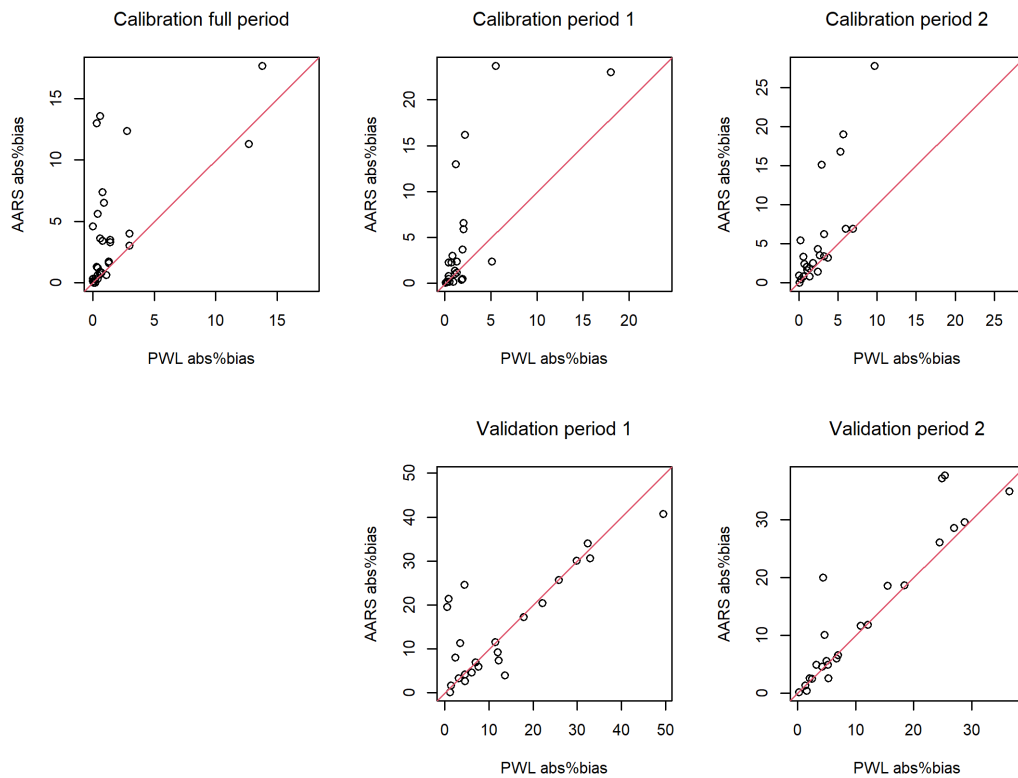 Calibration full period
Calibration period 1
Calibration period 2
AARS abs%bias
0 5 10 15
0 5 10 15
PWL abs%bias
AARS abs%bias
0 5 10 15 20
0 5 10 15 20
PWL abs%bias
AARS abs%bias
0 5 10 15 20 25
0 5 10 15 20 25
PWL abs%bias
Validation period 1
Validation period 2
AARS abs%bias
0 10 20 30 40 50
0 10 20 30 40 50
PWL abs%bias
AARS abs%bias
0 10 20 30
0 10 20 30
PWL abs%bias